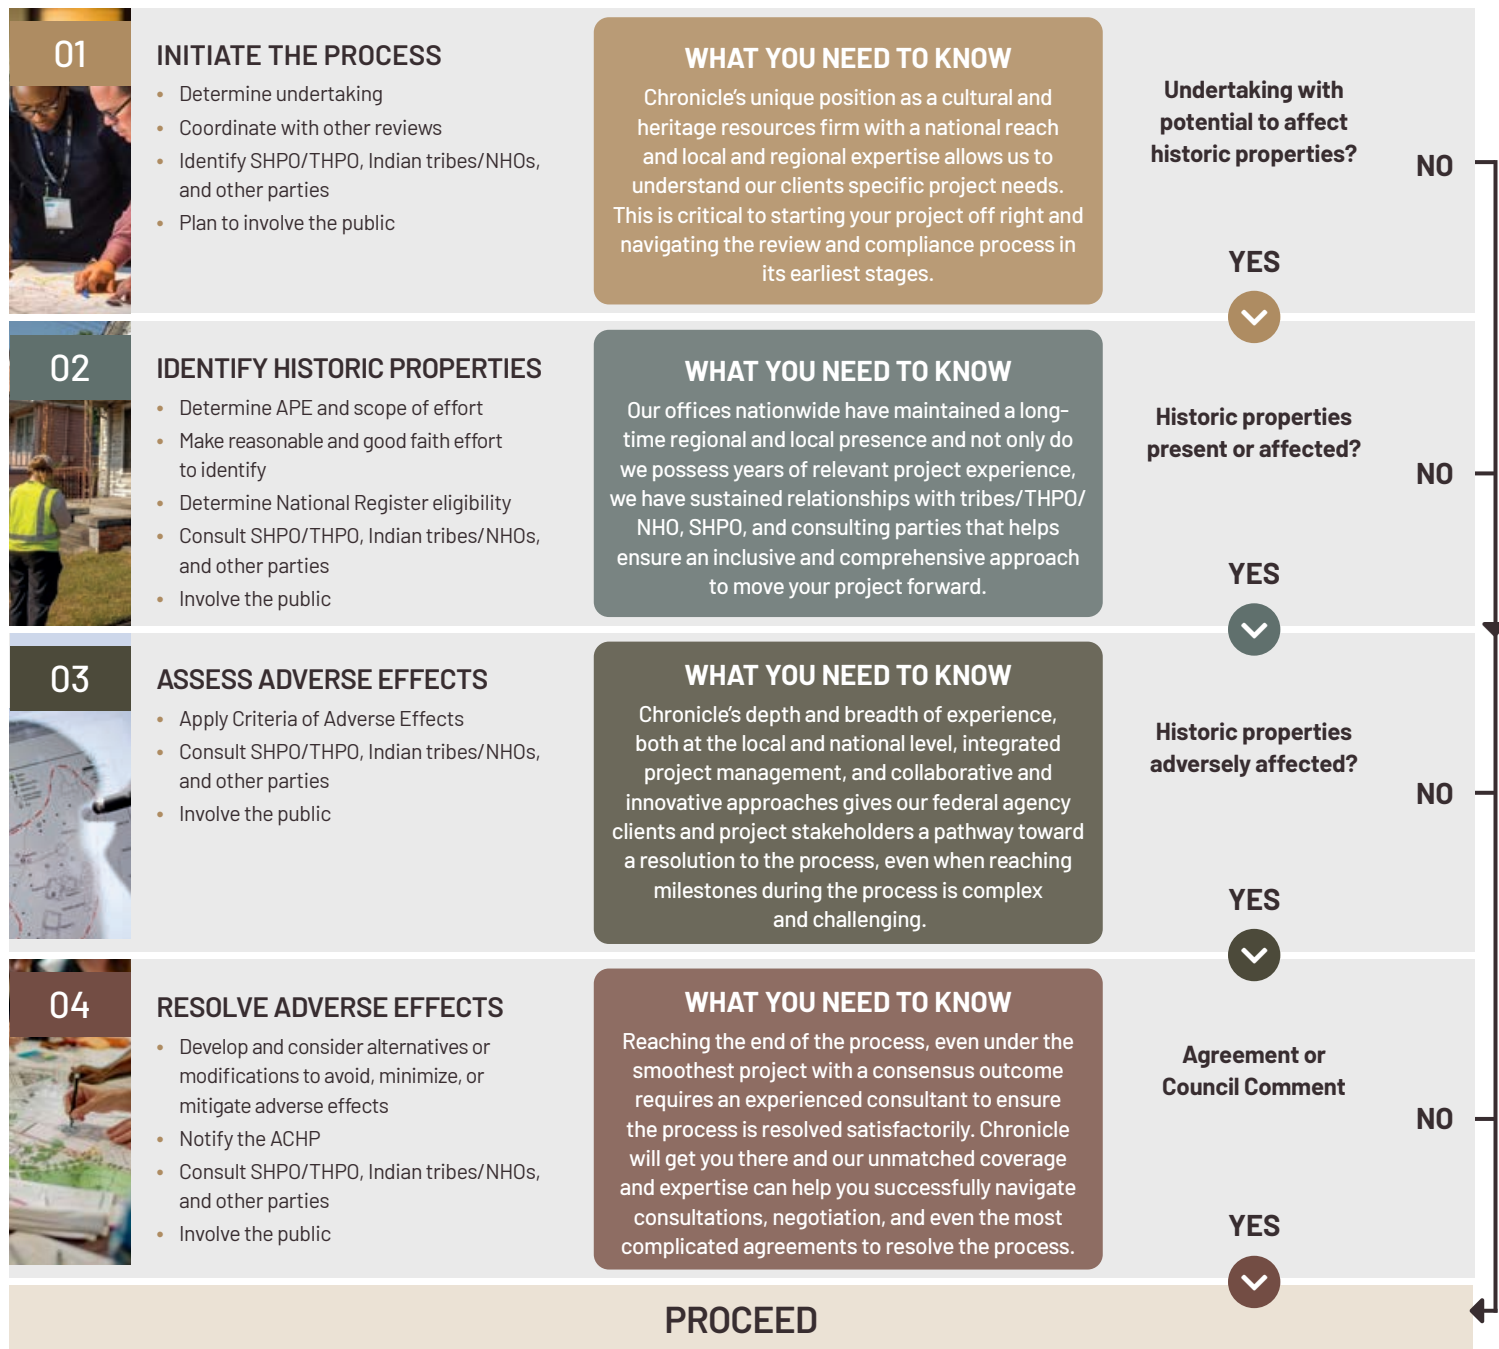 01
INITIATE THE PROCESS
• Determine undertaking
• Coordinate with other reviews
• Identify SHPO/THPO, Indian tribes/NHOs,
and other parties
• Plan to involve the public
WHAT YOU NEED TO KNOW
Chronicle's unique position as a cultural and
heritage resources firm with a national reach
and local and regional expertise allows us to
understand our clients specific project needs.
This is critical to starting your project off right and
navigating the review and compliance process in
its earliest stages.
Undertaking with
potential to affect
historic properties?
NO
YES
02
IDENTIFY HISTORIC PROPERTIES
• Determine APE and scope of effort
• Make reasonable and good faith effort
to identify
• Determine National Register eligibility
• Consult SHPO/THPO, Indian tribes/NHOs,
and other parties
• Involve the public
WHAT YOU NEED TO KNOW
Our offices nationwide have maintained a long-
time regional and local presence and not only do
we possess years of relevant project experience,
we have sustained relationships with tribes/THPO/
NHO, SHPO, and consulting parties that helps
ensure an inclusive and comprehensive approach
to move your project forward.
Historic properties
present or affected?
NO
YES
03
ASSESS ADVERSE EFFECTS
• Apply Criteria of Adverse Effects
• Consult SHPO/THPO, Indian tribes/NHOs,
and other parties
• Involve the public
WHAT YOU NEED TO KNOW
Chronicle's depth and breadth of experience,
both at the local and national level, integrated
project management, and collaborative and
innovative approaches gives our federal agency
clients and project stakeholders a pathway toward
a resolution to the process, even when reaching
milestones during the process is complex
and challenging.
Historic properties
adversely affected?
NO
YES
04
RESOLVE ADVERSE EFFECTS
• Develop and consider alternatives or
modifications to avoid, minimize, or
mitigate adverse effects
• Notify the ACHP
• Consult SHPO/THPO, Indian tribes/NHOs,
and other parties
• Involve the public
WHAT YOU NEED TO KNOW
Reaching the end of the process, even under the
smoothest project with a consensus outcome
requires an experienced consultant to ensure
the process is resolved satisfactorily. Chronicle
will get you there and our unmatched coverage
and expertise can help you successfully navigate
consultations, negotiation, and even the most
complicated agreements to resolve the process.
Agreement or
Council Comment
NO
YES
PROCEED